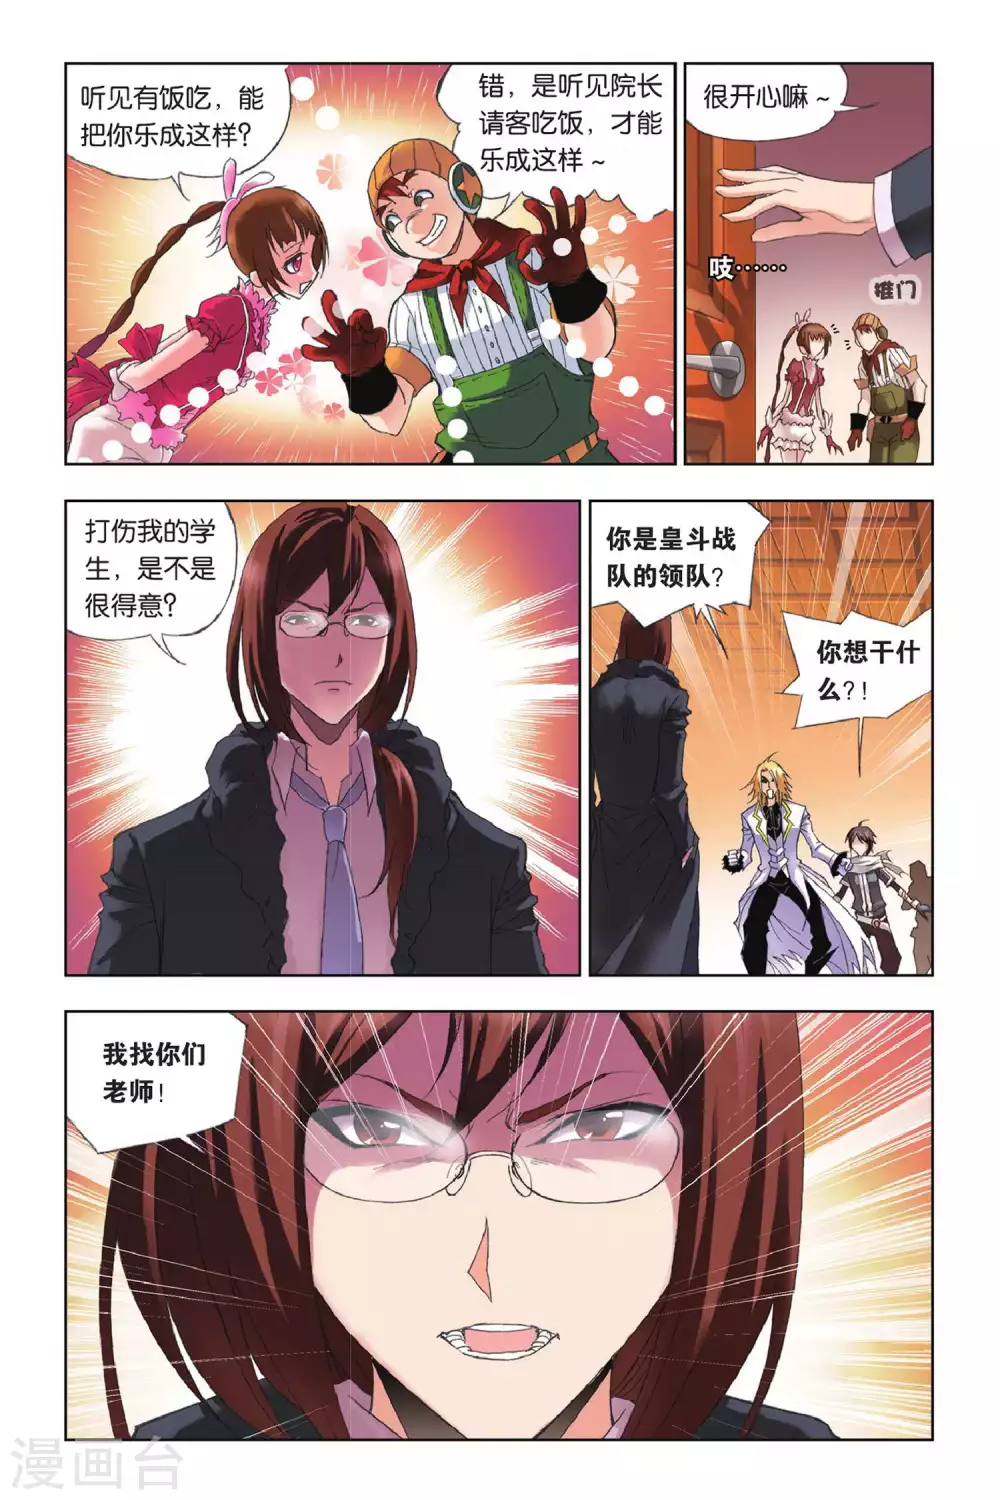 听见有饭吃，能
把你乐成这样？
错，是听见院长
请客吃饭，才能
乐成这样~
很开心嘛~
吱……
推门
打伤我的学
生，是不是
很得意？
你是皇斗战
队的领队？
你想干什
么？！
我找你们
老师！
漫画台